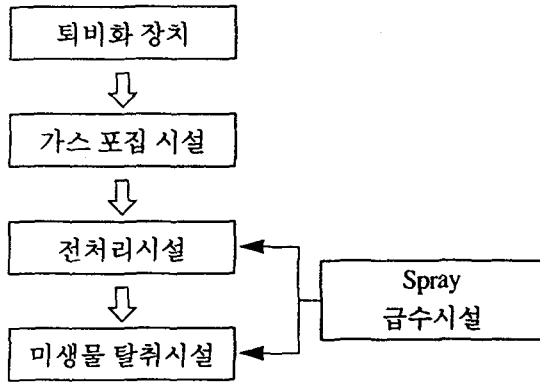 퇴비화 장치
가스 포집 시설
전처리시설
Spray
급수시설
미생물 탈취시설